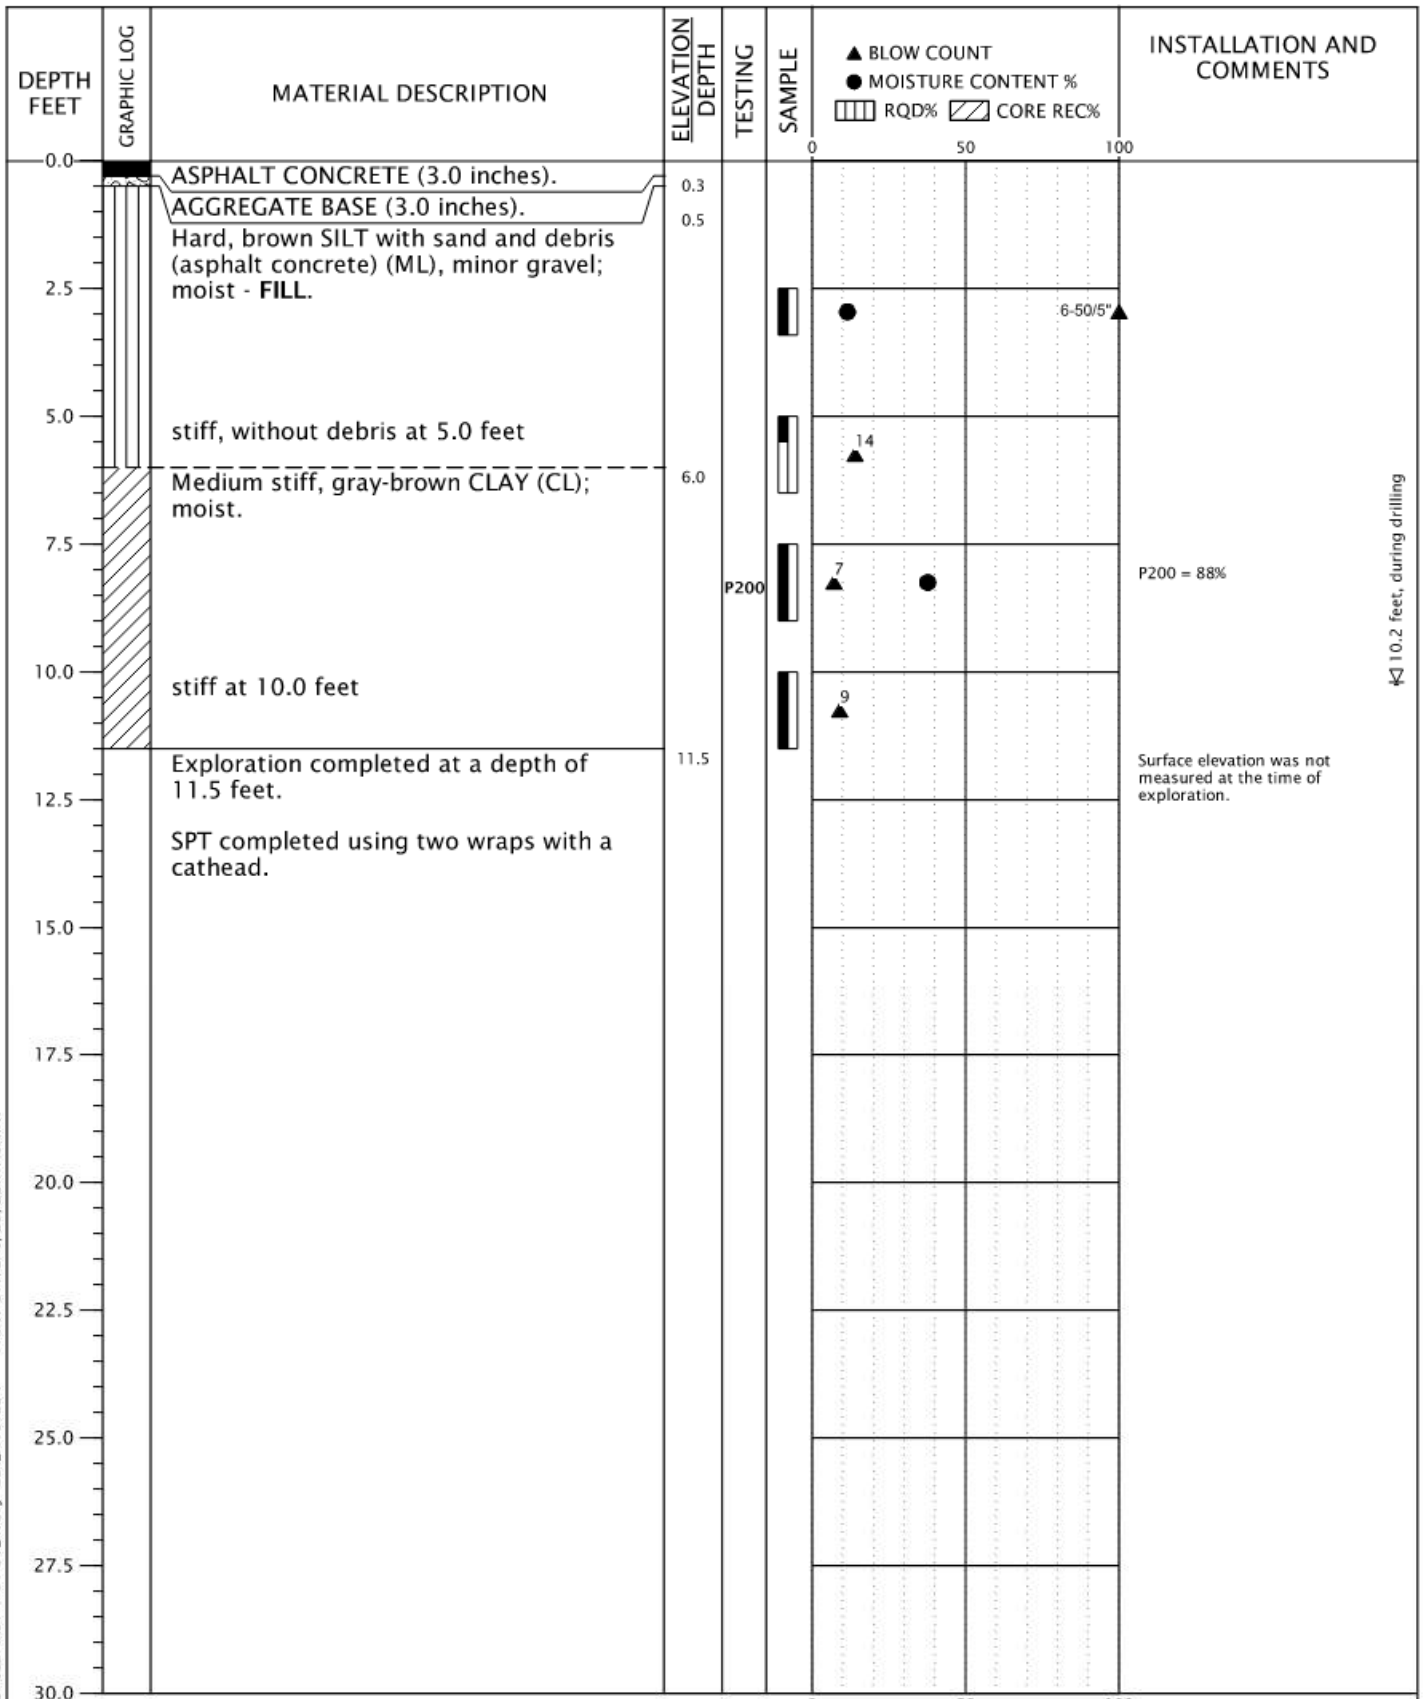 DEPTH
FEET
GRAPHIC LOG
MATERIAL DESCRIPTION
ELEVATION
DEPTH
TESTING
SAMPLE
▲ BLOW COUNT
● MOISTURE CONTENT %
RQD% CORE REC%
INSTALLATION AND
COMMENTS
0 50 100
0.0
ASPHALT CONCRETE (3.0 inches).
0.3
AGGREGATE BASE (3.0 inches).
0.5
Hard, brown SILT with sand and debris
(asphalt concrete) (ML), minor gravel;
moist - FILL.
2.5
6-50/5"
5.0
stiff, without debris at 5.0 feet
14
6.0
Medium stiff, gray-brown CLAY (CL);
moist.
7.5
7
P200
P200 = 88%
10.2 feet, during drilling
10.0
stiff at 10.0 feet
9
11.5
Exploration completed at a depth of
11.5 feet.
Surface elevation was not
measured at the time of
exploration.
12.5
SPT completed using two wraps with a
cathead.
15.0
17.5
20.0
22.5
25.0
27.5
30.0